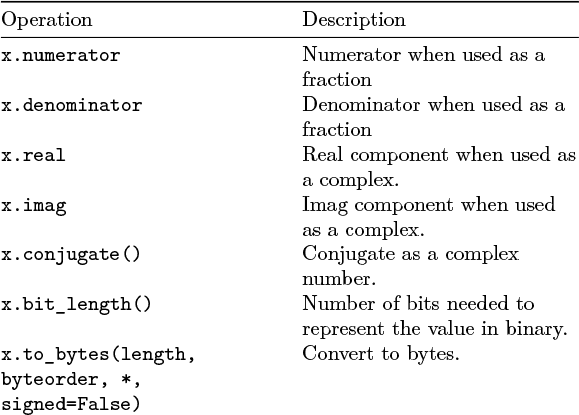 Operation Description
x.numerator Numerator when used as a
fraction
x.denominator Denominator when used as a
fraction
x.real Real component when used as
a complex.
x.imag Imag component when used
as a complex.
x.conjugate() Conjugate as a complex
number.
x.bit_length() Number of bits needed to
represent the value in binary.
x.to_bytes(length, Convert to bytes.
byteorder, *,
signed=False)